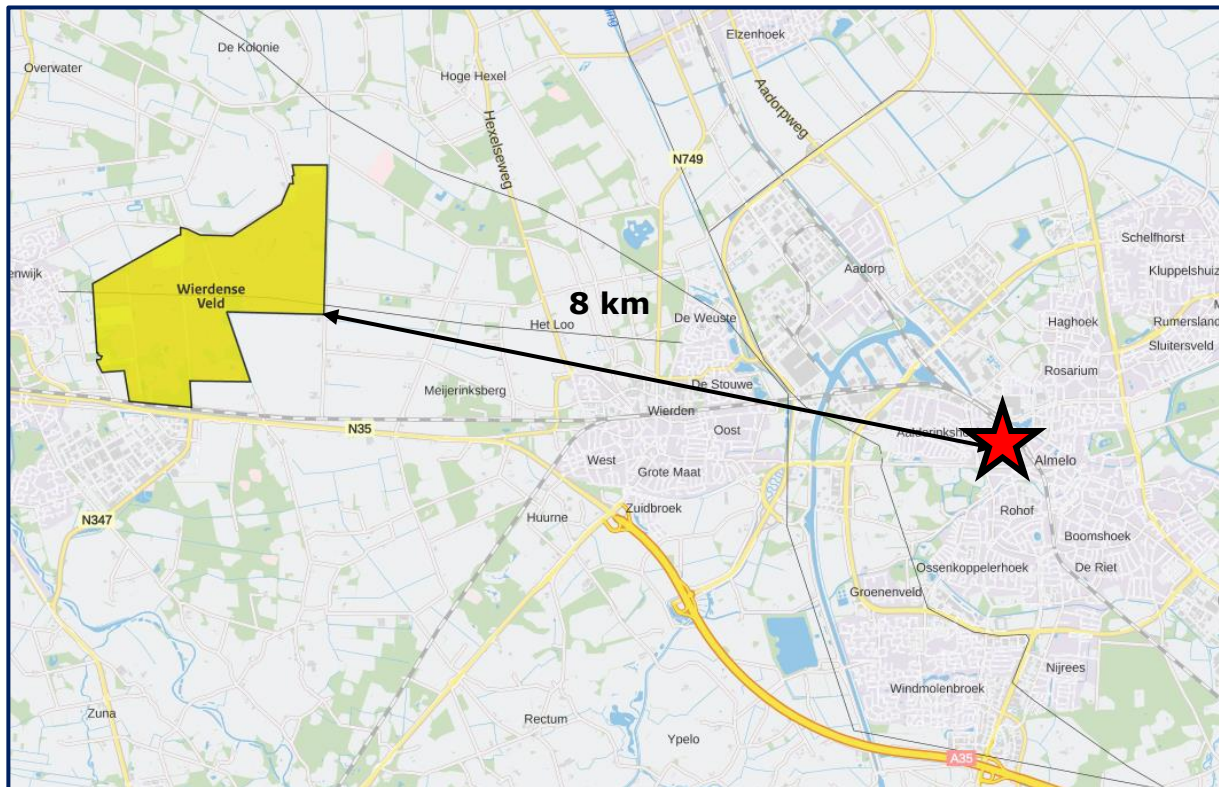 Elzenhoek
De Kolonie
Overwater
Hoge Hexel
Aadorpweg
Hexelseweg
N749
Schelfhorst
Aadorp
Kluppelshuiz
enwijk
Wierdense
Veld
8 km
Het Loo
De Weuste
Haghoek
Rumersland
Sluitersveld
Rosarium
De Stouwe
Meijerinksberg
Wierden
N35
Oost
Almelo
West
Grote Maat
N347
Huurne
Zuidbroek
Rohof
Boomshoek
De Riet
Ossenkoppelerhoek
Groenenveld
Nijrees
Windmolenbroek
Zuna
Rectum
Ypelo
A35